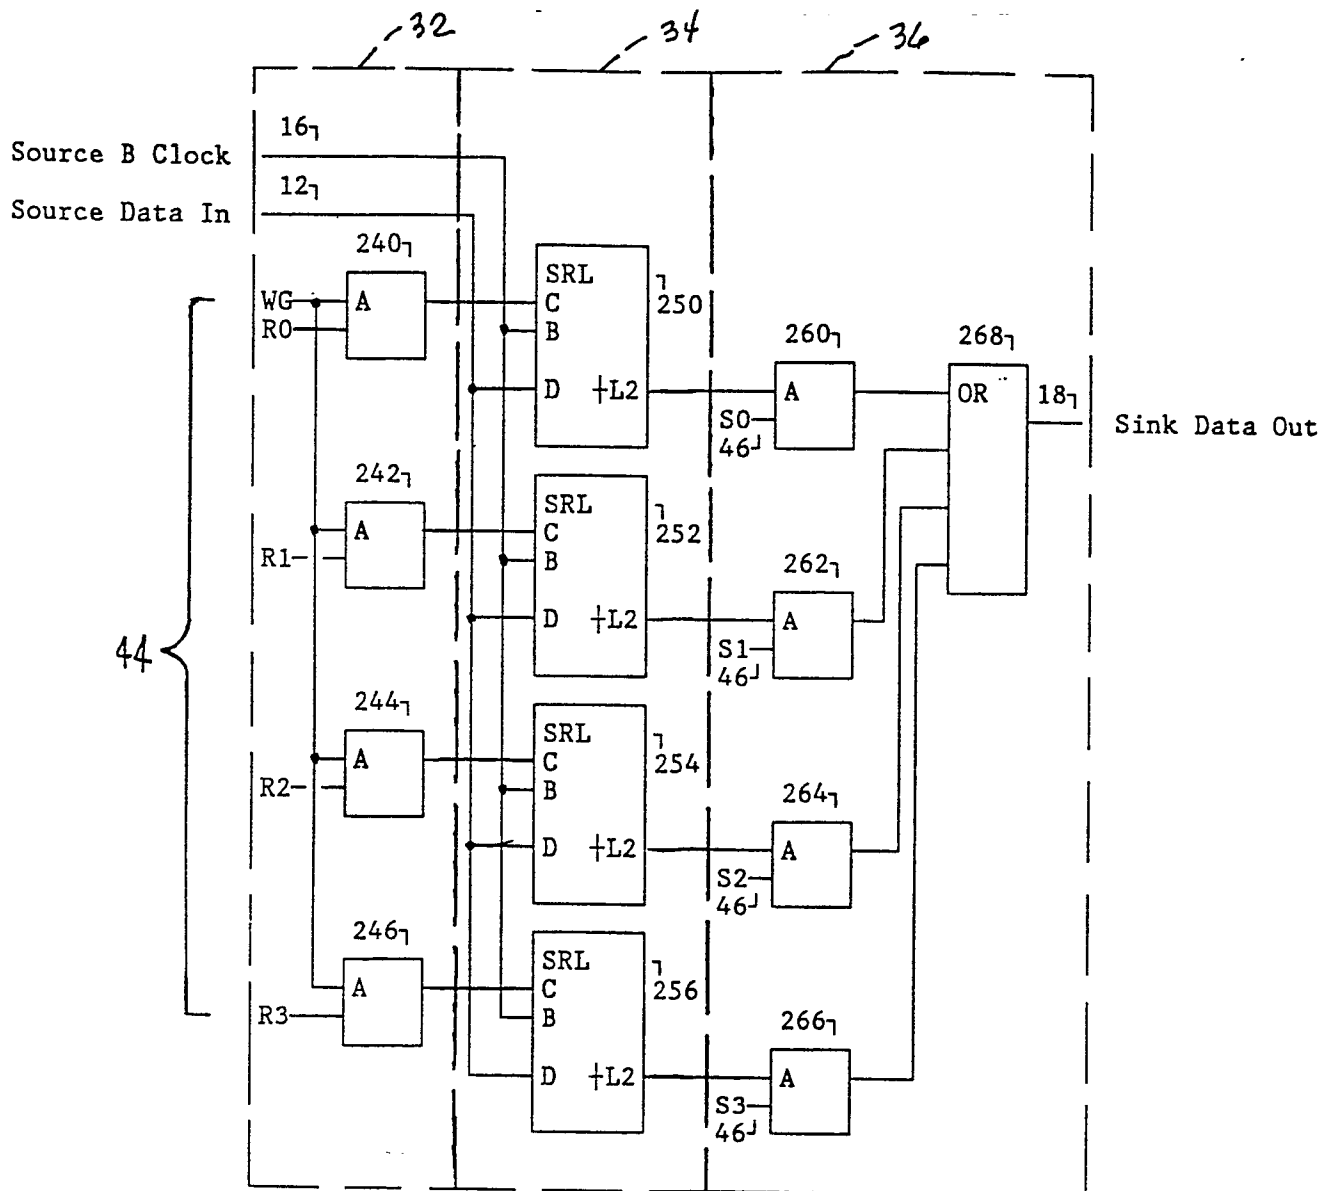 32
34
36
16
Source B Clock
12
Source Data In
240
SRL
WG A C 250
R0 B
260 268
D +L2 A OR 18
S0 Sink Data Out
46
242
SRL
A C 252
R1 B
262
D +L2 A
S1
46
44
244
SRL
A C 254
R2 B
264
D +L2 A
S2
46
246
SRL
A C 256
R3 B
266
D +L2 A
S3
46